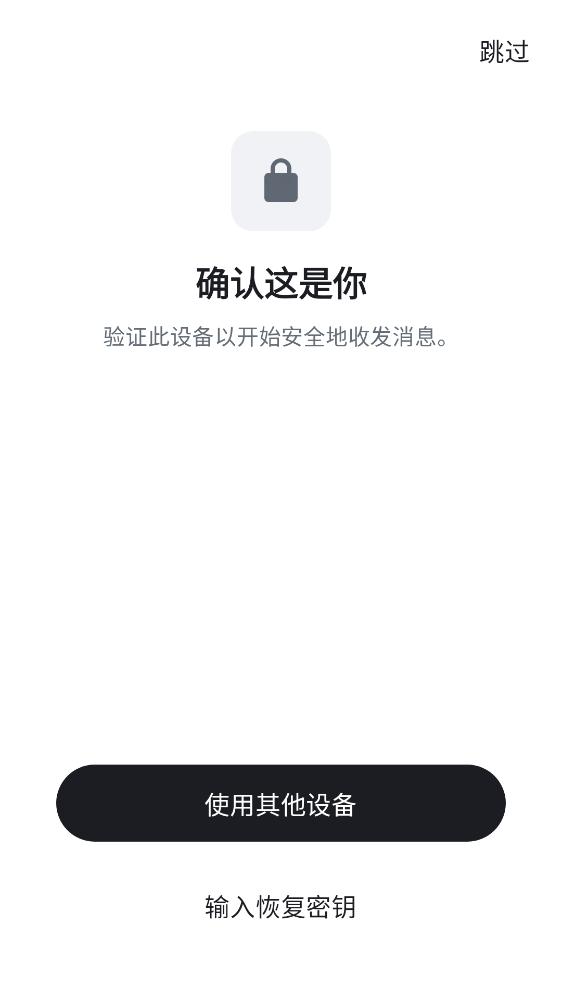 跳过
确认这是你
验证此设备以开始安全地收发消息。
使用其他设备
输入恢复密钥